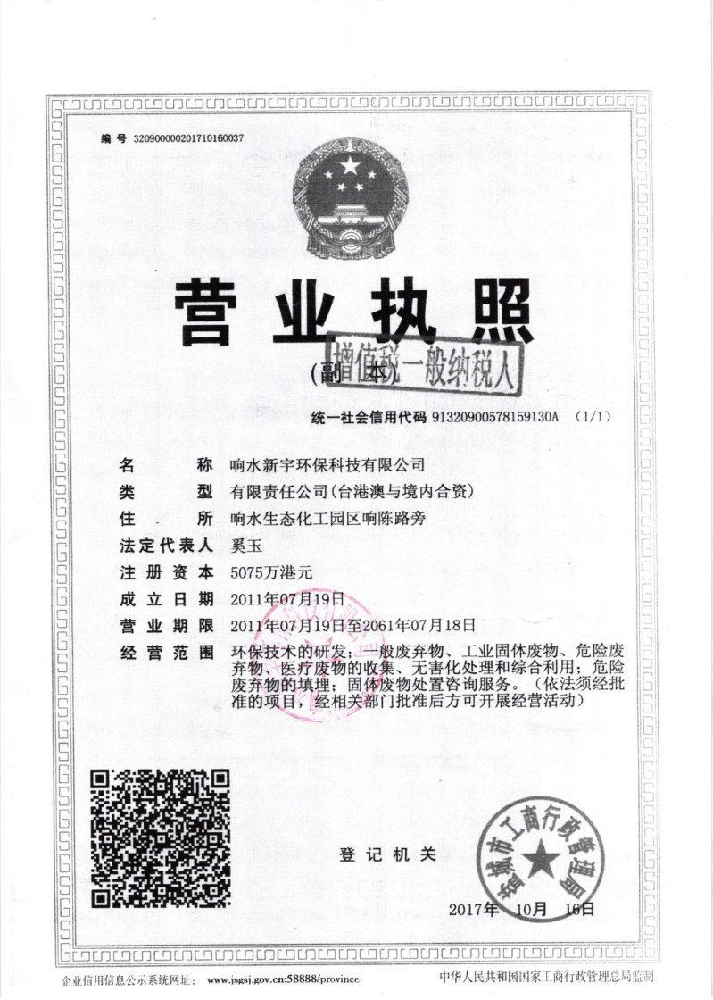 编 号 320900000201710160037
营业执照
(副 本)
增值税一般纳税人
统一社会信用代码 91320900578159130A (1/1)
名 称 响水新宇环保科技有限公司
类 型 有限责任公司(台港澳与境内合资)
住 所 响水生态化工园区响陈路旁
法定代表人 奚玉
注册资本 5075万港元
成立日期 2011年07月19日
营业期限 2011年07月19日至2061年07月18日
经营范围 环保技术的研发；一般废弃物、工业固体废物、危险废
弃物、医疗废物的收集、无害化处理和综合利用；危险
废弃物的填埋；固体废物处置咨询服务。（依法须经批
准的项目，经相关部门批准后方可开展经营活动）
盐城市工商行政管理局
登记机关
2017年 10月 16日
企业信用信息公示系统网址： www.jsgsj.gov.cn:58888/province
中华人民共和国国家工商行政管理总局监制